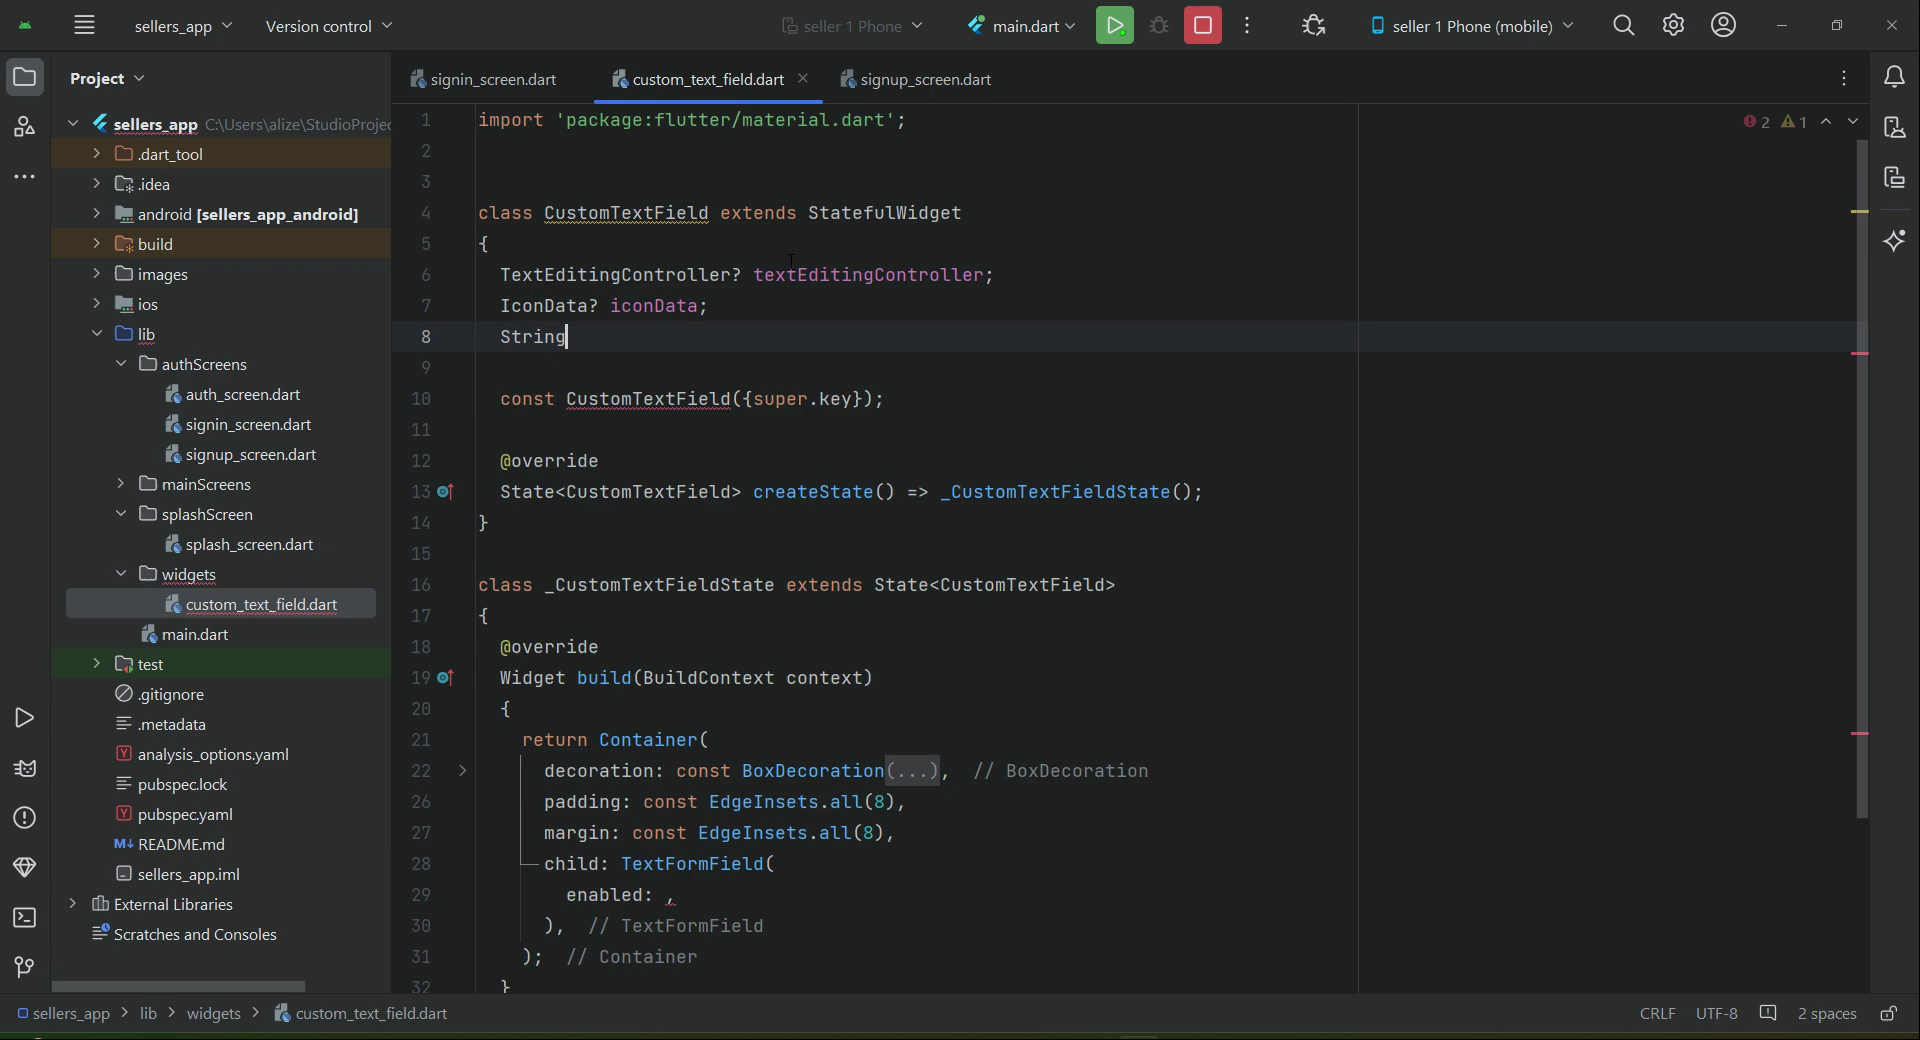 sellers_app
Version control
seller 1 Phone
main.dart
seller 1 Phone (mobile)
Project
signin_screen.dart
custom_text_field.dart
signup_screen.dart
sellers_app C:\Users\alize\StudioProjec
.dart_tool
.idea
android [sellers_app_android]
build
images
ios
lib
authScreens
auth_screen.dart
signin_screen.dart
signup_screen.dart
mainScreens
splashScreen
splash_screen.dart
widgets
custom_text_field.dart
main.dart
test
.gitignore
.metadata
analysis_options.yaml
pubspec.lock
pubspec.yaml
M↓ README.md
sellers_app.iml
External Libraries
Scratches and Consoles
2 1
1 import 'package:flutter/material.dart';
2
3
4 class CustomTextField extends StatefulWidget
5 {
6 TextEditingController? textEditingController;
7 IconData? iconData;
8 String
9
10 const CustomTextField({super.key});
11
12 @override
13 State<CustomTextField> createState() => _CustomTextFieldState();
14 }
15
16 class _CustomTextFieldState extends State<CustomTextField>
17 {
18 @override
19 Widget build(BuildContext context)
20 {
21 return Container(
22 decoration: const BoxDecoration(...), // BoxDecoration
26 padding: const EdgeInsets.all(8),
27 margin: const EdgeInsets.all(8),
28 child: TextFormField(
29 enabled: ,
30 ), // TextFormField
31 ); // Container
32 }
sellers_app > lib > widgets > custom_text_field.dart
CRLF UTF-8 2 spaces